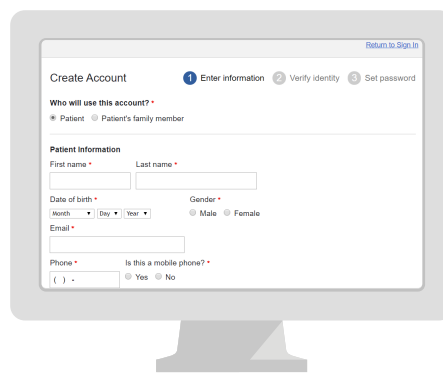 Return to Sign In
Create Account 1 Enter information 2 Verify identity 3 Set password
Who will use this account? *
Patient Patient's family member
Patient Information
First name * Last name *
Date of birth * Gender *
Month Day Year Male Female
Email *
Phone * Is this a mobile phone? *
( ) - Yes No